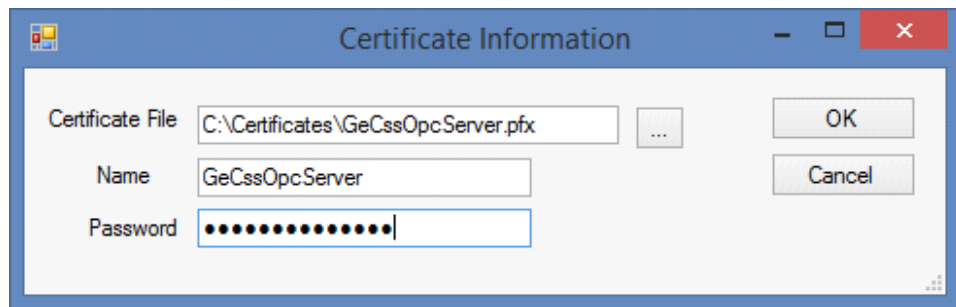 Certificate Information
Certificate File C:\Certificates\GeCssOpcServer.pfx ... OK
Name GeCssOpcServer Cancel
Password ●●●●●●●●●●●●●●